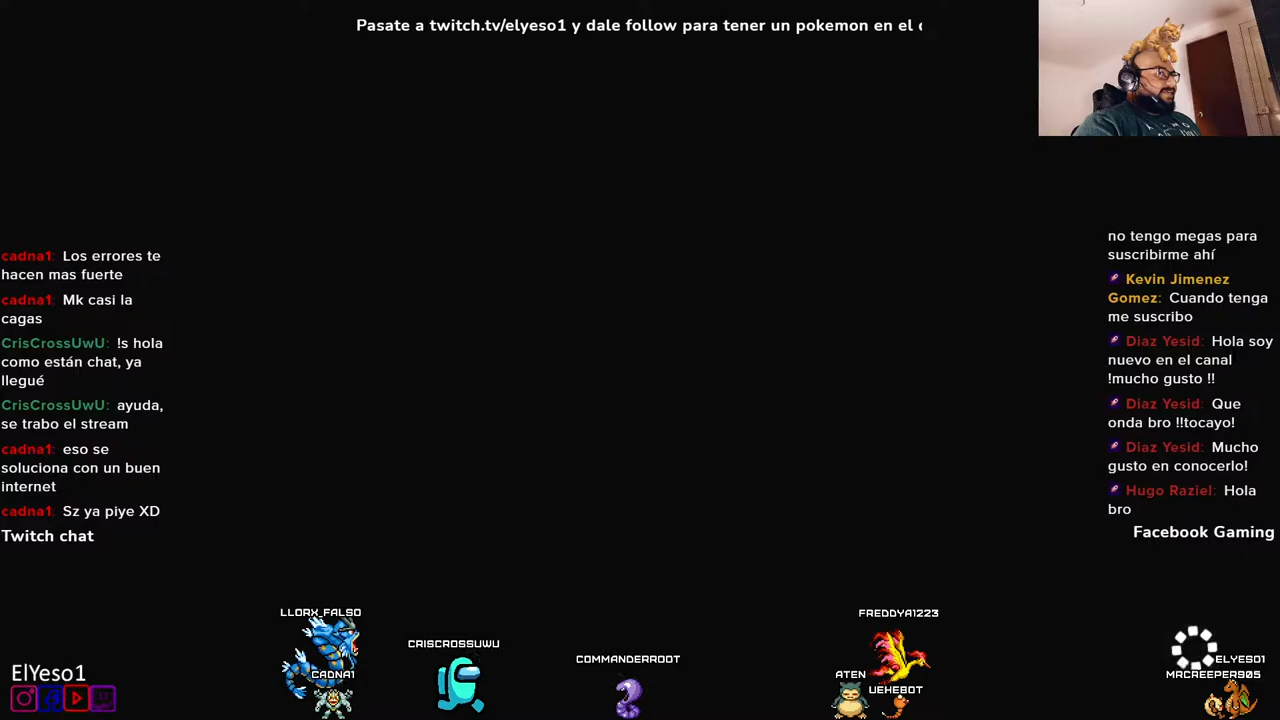 Pasate a twitch.tv/elyeso1 y dale follow para tener un pokemon en el
cadna1: Los errores te
hacen mas fuerte
cadna1: Mk casi la
cagas
CrisCrossUwU: !s hola
como están chat, ya
llegué
CrisCrossUwU: ayuda,
se trabo el stream
cadna1: eso se
soluciona con un buen
internet
cadna1: Sz ya piye XD
Twitch chat
no tengo megas para
suscribirme ahí
Kevin Jimenez
Gomez: Cuando tenga
me suscribo
Diaz Yesid: Hola soy
nuevo en el canal
!mucho gusto !!
Diaz Yesid: Que
onda bro !!tocayo!
Diaz Yesid: Mucho
gusto en conocerlo!
Hugo Raziel: Hola
bro
Facebook Gaming
LLORX_FALSO
CADNA1
CRISCROSSUWU
COMMANDERROOT
FREDDYA1223
ATEN
UEHEBOT
ELYESO1
MRCREEPER905
ElYeso1